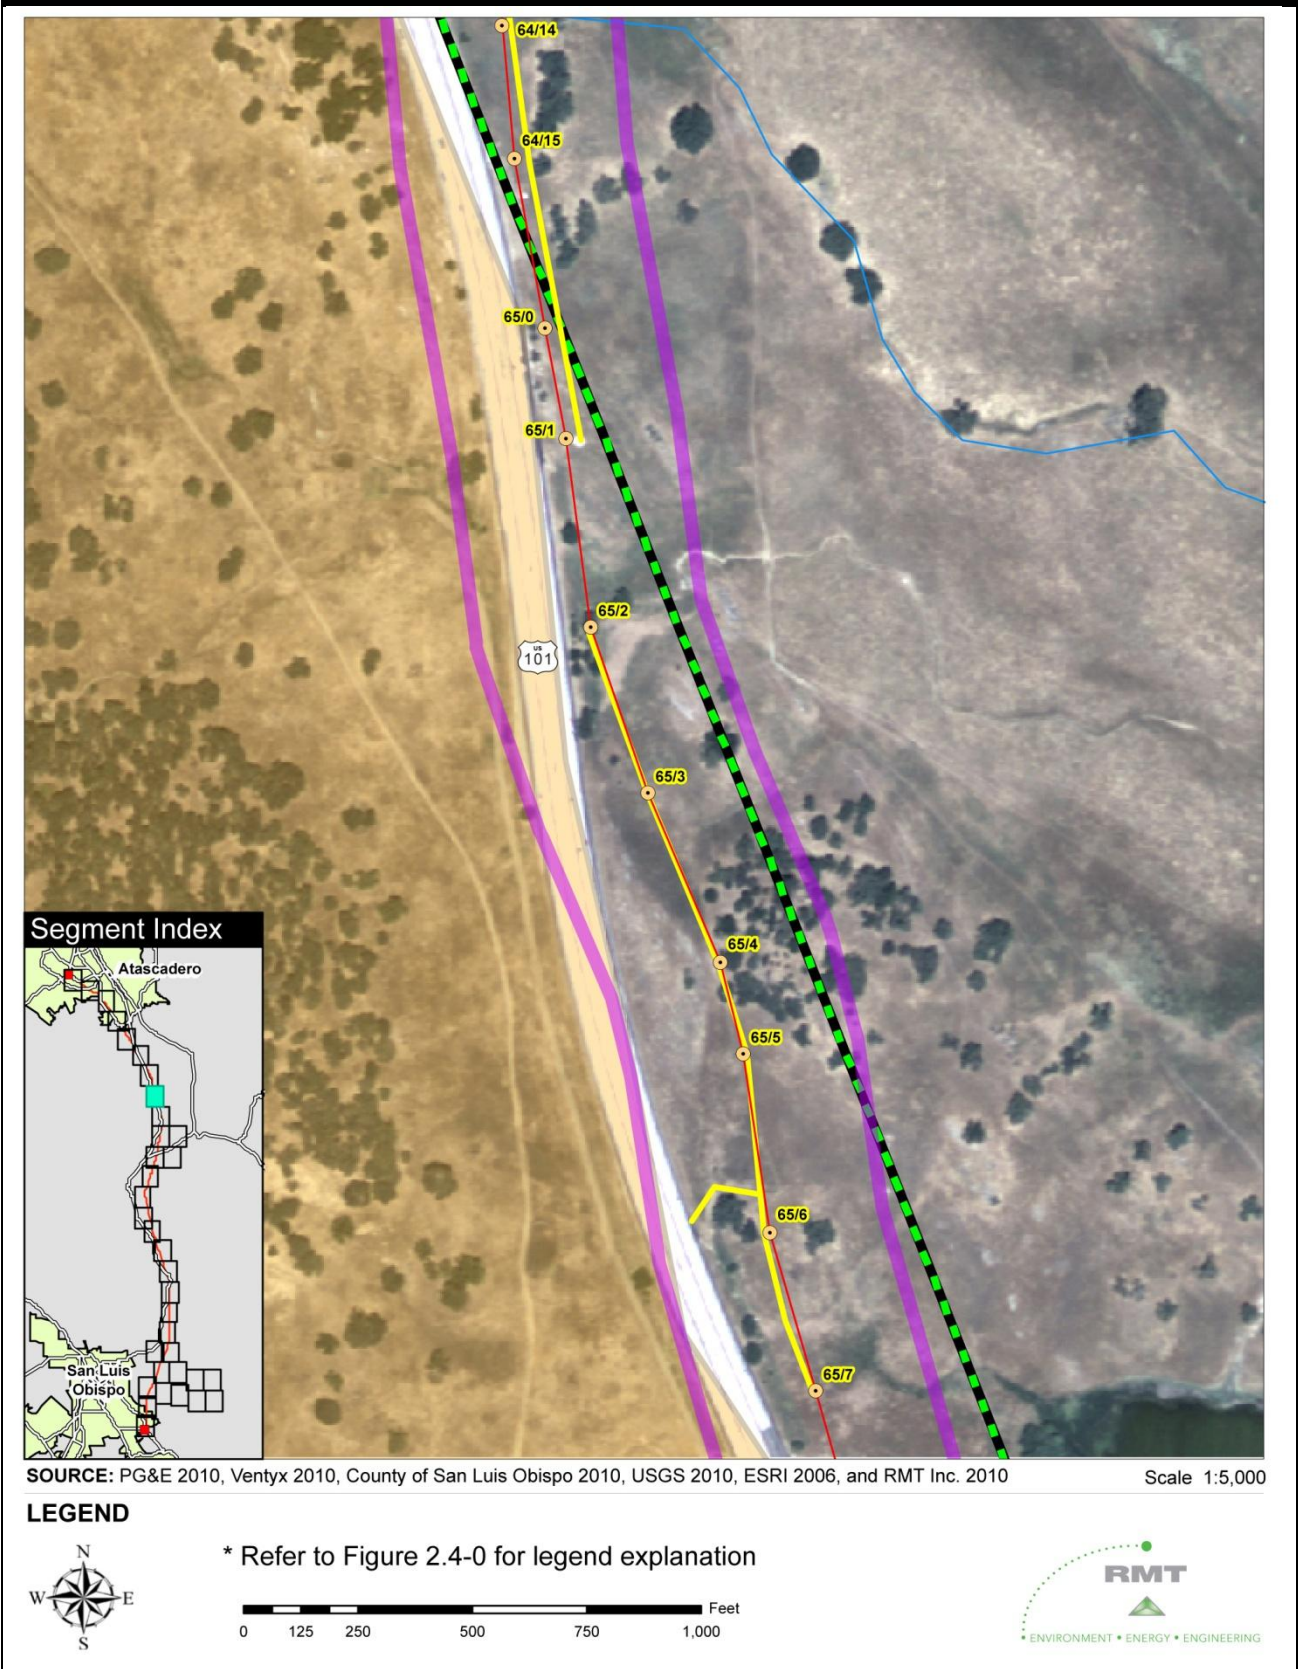 64/14
64/15
65/0
65/1
65/2
US
101
65/3
65/4
65/5
65/6
65/7
Segment Index
Atascadero
San Luis
Obispo
SOURCE: PG&E 2010, Ventyx 2010, County of San Luis Obispo 2010, USGS 2010, ESRI 2006, and RMT Inc. 2010
Scale 1:5,000
LEGEND
N
W E
S
* Refer to Figure 2.4-0 for legend explanation
Feet
0 125 250 500 750 1,000
RMT
• ENVIRONMENT • ENERGY • ENGINEERING